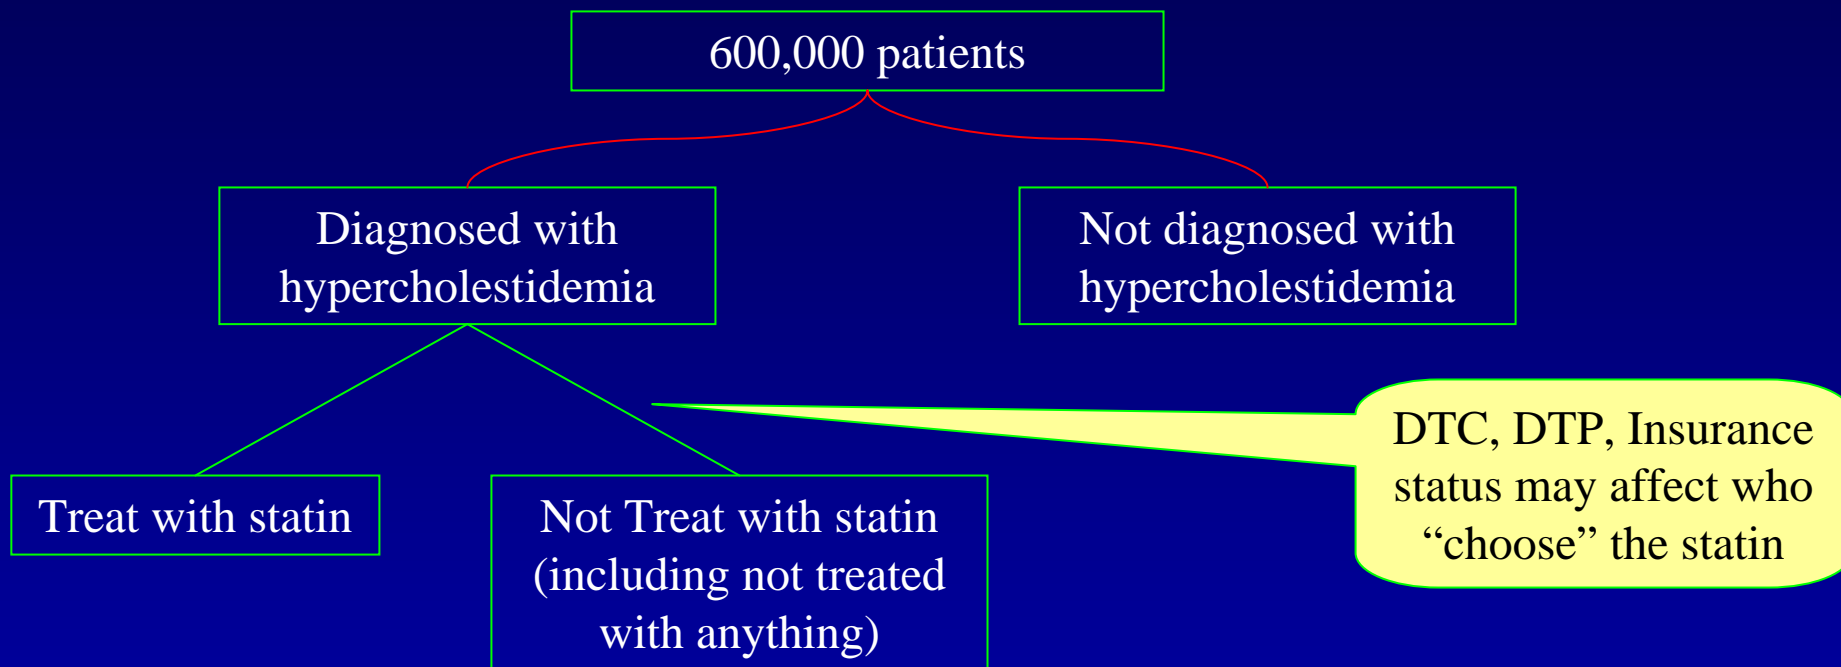 600,000 patients
Diagnosed with
hypercholestidemia
Not diagnosed with
hypercholestidemia
DTC, DTP, Insurance
status may affect who
“choose” the statin
Treat with statin
Not Treat with statin
(including not treated
with anything)